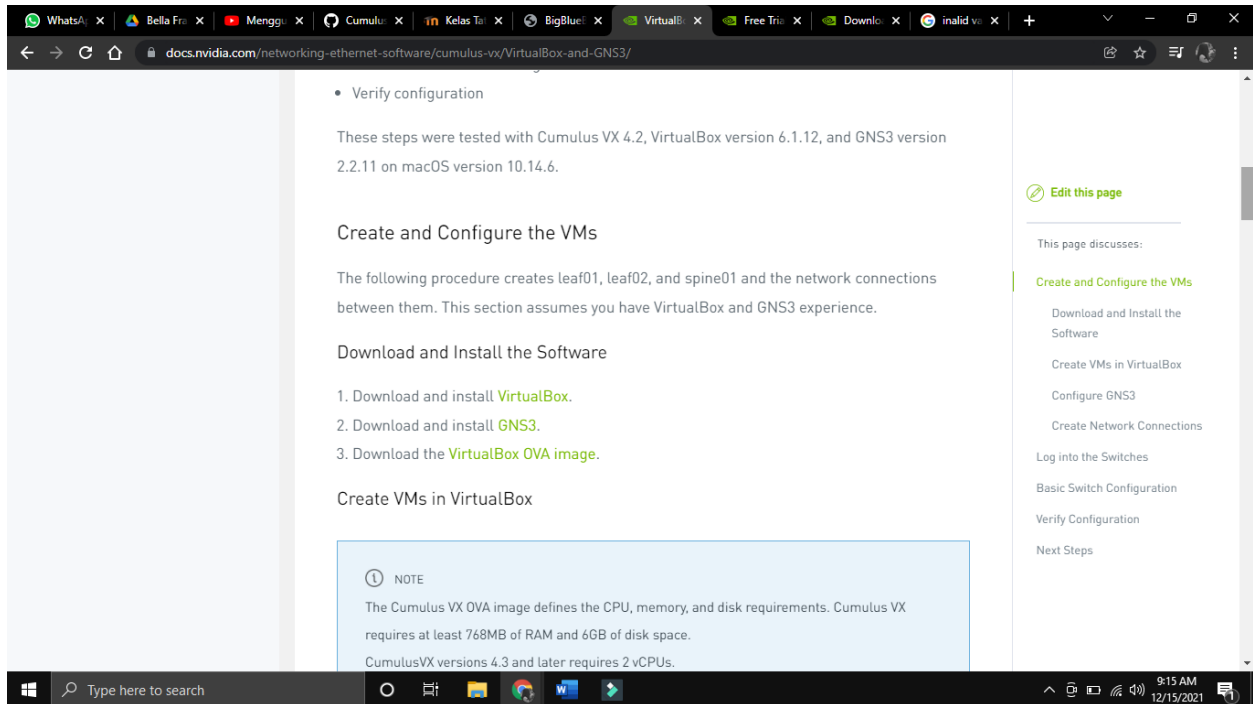 WhatsA
Bella Fra
Menggu
Cumulu
Kelas Tat
BigBlueB
VirtualB
Free Tria
Downlo
inalid va
docs.nvidia.com/networking-ethernet-software/cumulus-vx/VirtualBox-and-GNS3/
• Verify configuration
These steps were tested with Cumulus VX 4.2, VirtualBox version 6.1.12, and GNS3 version
2.2.11 on macOS version 10.14.6.
Create and Configure the VMs
The following procedure creates leaf01, leaf02, and spine01 and the network connections
between them. This section assumes you have VirtualBox and GNS3 experience.
Download and Install the Software
1. Download and install VirtualBox.
2. Download and install GNS3.
3. Download the VirtualBox OVA image.
Create VMs in VirtualBox
NOTE
The Cumulus VX OVA image defines the CPU, memory, and disk requirements. Cumulus VX
requires at least 768MB of RAM and 6GB of disk space.
CumulusVX versions 4.3 and later requires 2 vCPUs.
Edit this page
This page discusses:
Create and Configure the VMs
Download and Install the
Software
Create VMs in VirtualBox
Configure GNS3
Create Network Connections
Log into the Switches
Basic Switch Configuration
Verify Configuration
Next Steps
Type here to search
9:15 AM
12/15/2021